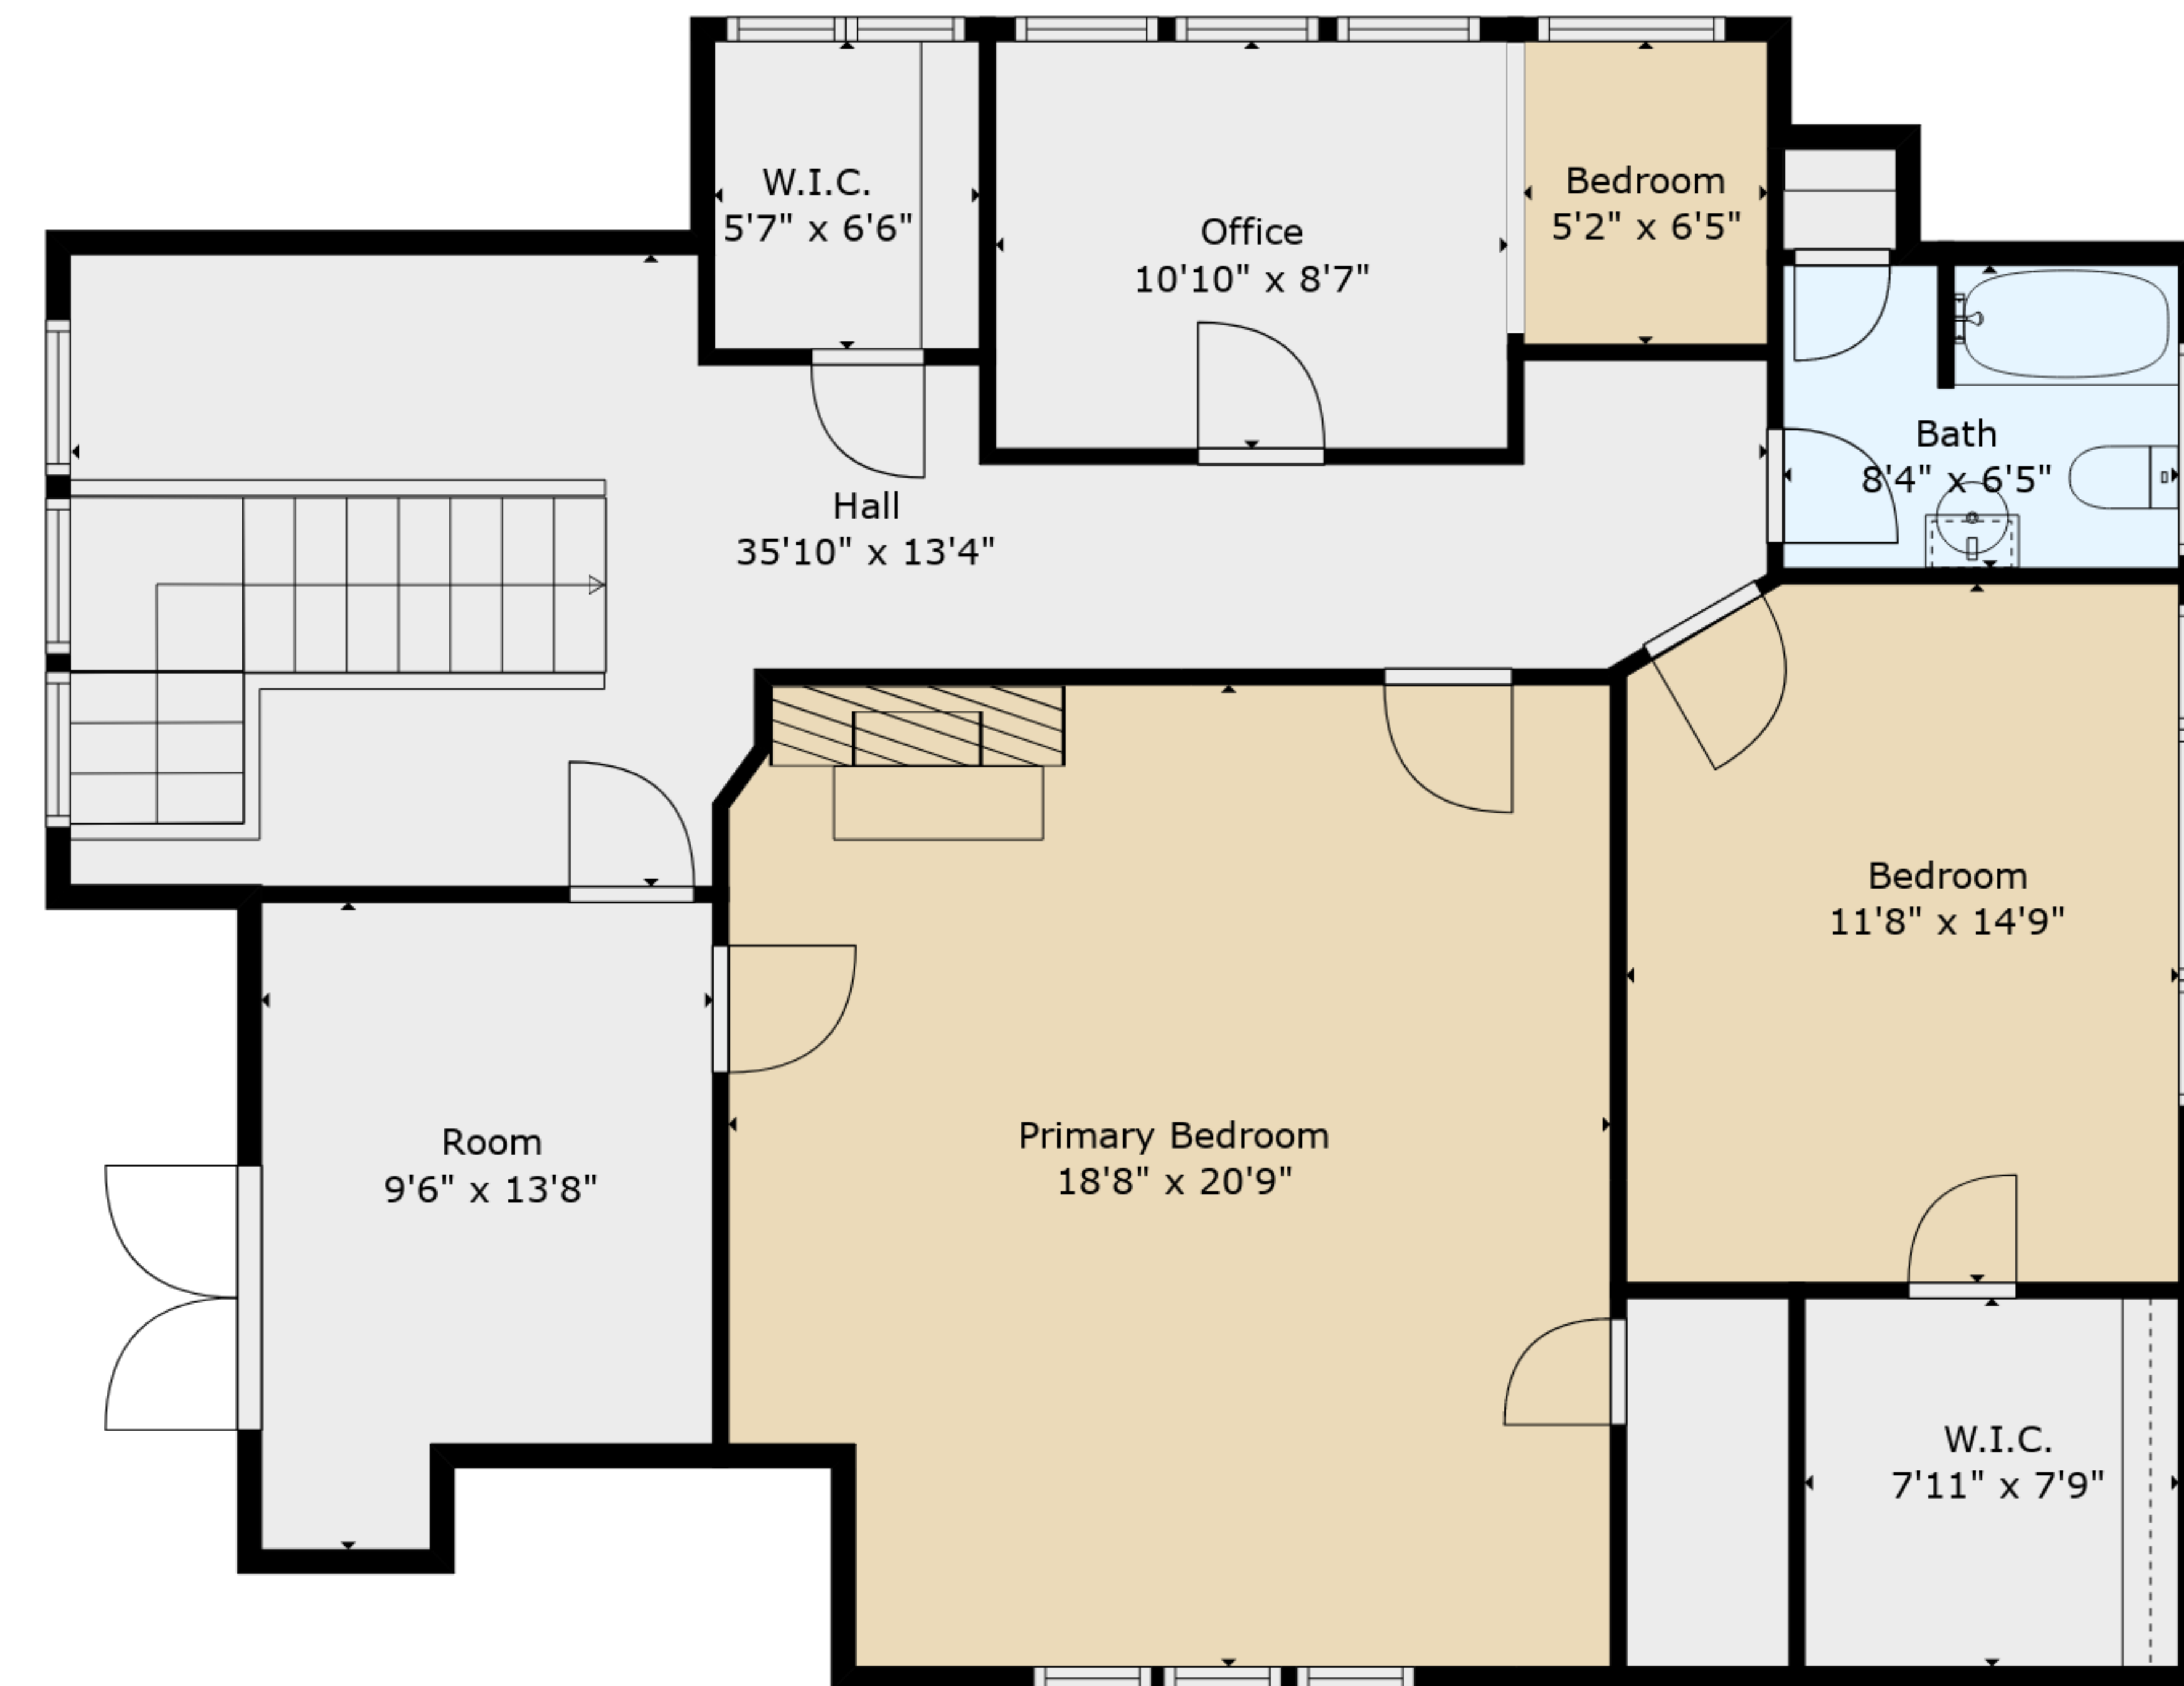 W.I.C.
5'7" x 6'6"
Office
10'10" x 8'7"
Bedroom
5'2" x 6'5"
Bath
8'4" x 6'5"
Hall
35'10" x 13'4"
Bedroom
11'8" x 14'9"
Room
9'6" x 13'8"
Primary Bedroom
18'8" x 20'9"
W.I.C.
7'11" x 7'9"